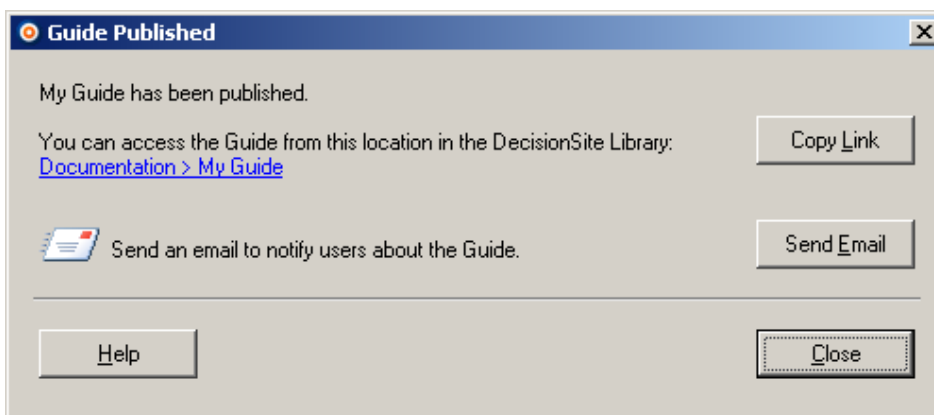 Guide Published
My Guide has been published.
You can access the Guide from this location in the DecisionSite Library:
Documentation > My Guide
Copy Link
Send an email to notify users about the Guide.
Send Email
Help
Close